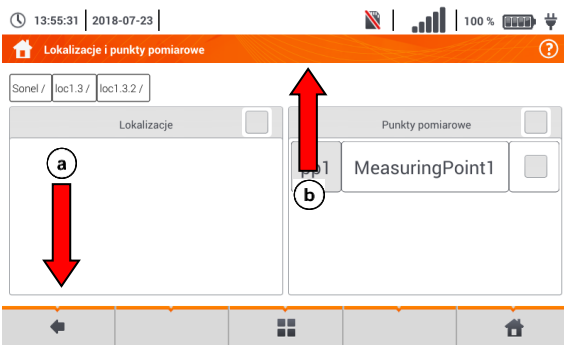 13:55:31 2018-07-23 100 %
Lokalizacje i punkty pomiarowe ?
Sonel / loc1.3 / loc1.3.2 /
Lokalizacje Punkty pomiarowe
a
pp1 MeasuringPoint1
b